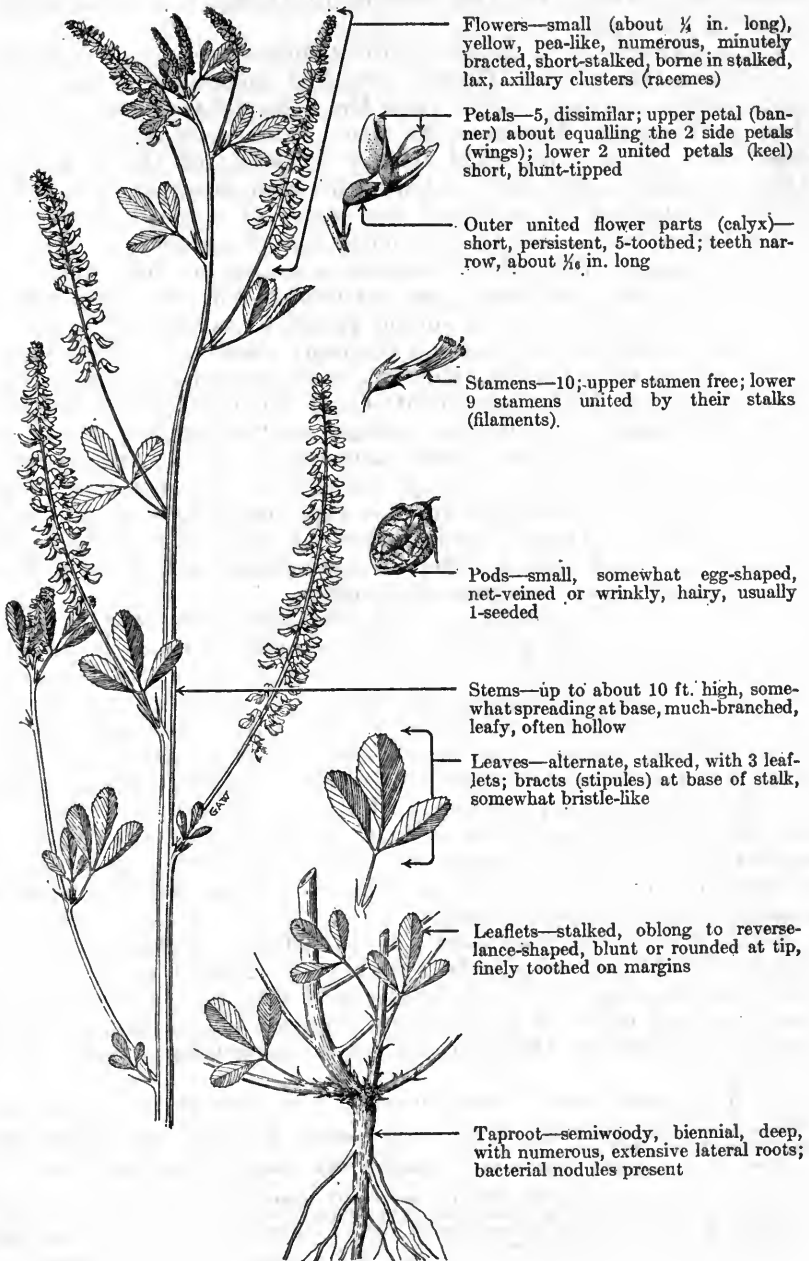 Flowers—small (about ¼ in. long),
yellow, pea-like, numerous, minutely
bracted, short-stalked, borne in stalked,
lax, axillary clusters (racemes)
Petals—5, dissimilar; upper petal (ban-
ner) about equalling the 2 side petals
(wings); lower 2 united petals (keel)
short, blunt-tipped
Outer united flower parts (calyx)—
short, persistent, 5-toothed; teeth nar-
row, about 1/16 in. long
Stamens—10; upper stamen free; lower
9 stamens united by their stalks
(filaments).
Pods—small, somewhat egg-shaped,
net-veined or wrinkly, hairy, usually
1-seeded
Stems—up to about 10 ft. high, some-
what spreading at base, much-branched,
leafy, often hollow
Leaves—alternate, stalked, with 3 leaf-
lets; bracts (stipules) at base of stalk,
somewhat bristle-like
GAW
Leaflets—stalked, oblong to reverse-
lance-shaped, blunt or rounded at tip,
finely toothed on margins
Taproot—semiwoody, biennial, deep,
with numerous, extensive lateral roots;
bacterial nodules present